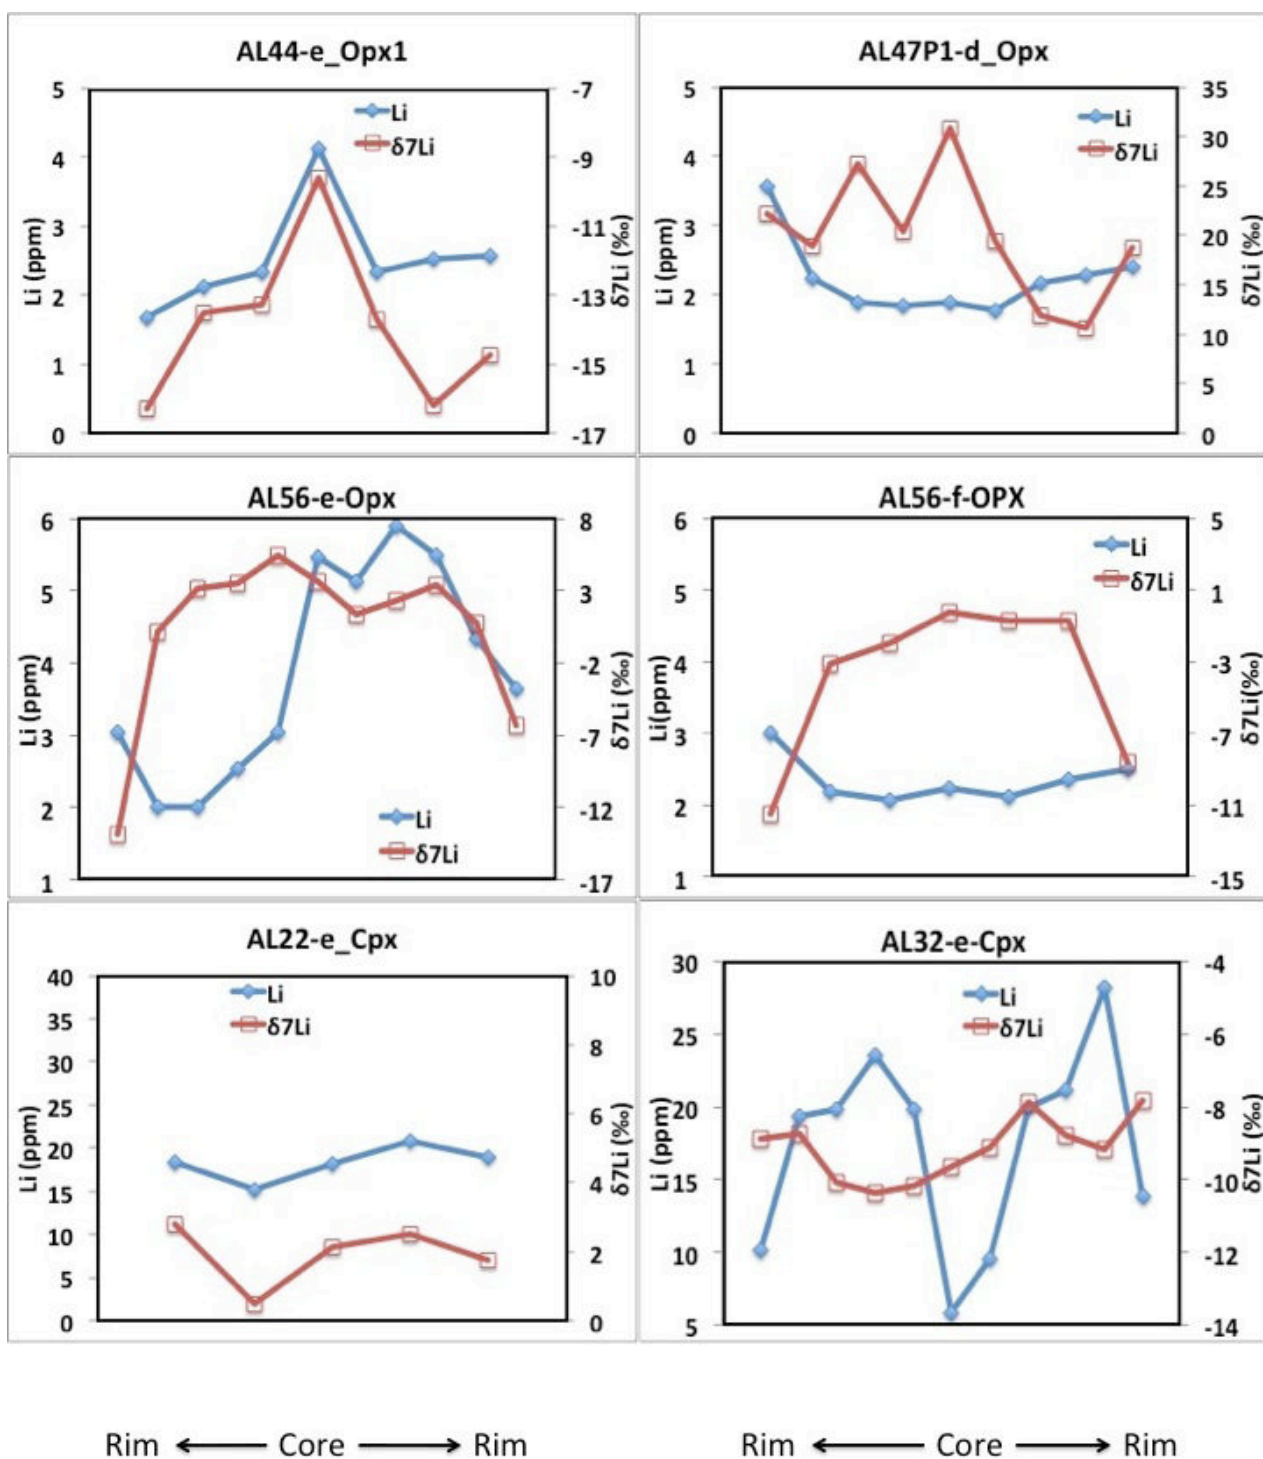 AL44-e_Opx1
5
4
3
2
1
0
Li (ppm)
Li
δ7Li
-7
-9
-11
-13
-15
-17
δ7Li (‰)
AL47P1-d_Opx
5
4
3
2
1
0
Li (ppm)
Li
δ7Li
35
30
25
20
15
10
5
0
δ7Li (‰)
AL56-e-Opx
6
5
4
3
2
1
Li (ppm)
Li
δ7Li
8
3
-2
-7
-12
-17
δ7Li (‰)
AL56-f-OPX
6
5
4
3
2
1
Li(ppm)
Li
δ7Li
5
1
-3
-7
-11
-15
δ7Li(‰)
AL22-e_Cpx
40
35
30
25
20
15
10
5
0
Li (ppm)
Li
δ7Li
10
8
6
4
2
0
δ7Li (‰)
AL32-e-Cpx
30
25
20
15
10
5
Li (ppm)
Li
δ7Li
-4
-6
-8
-10
-12
-14
δ7Li (‰)
Rim ← Core → Rim
Rim ← Core → Rim